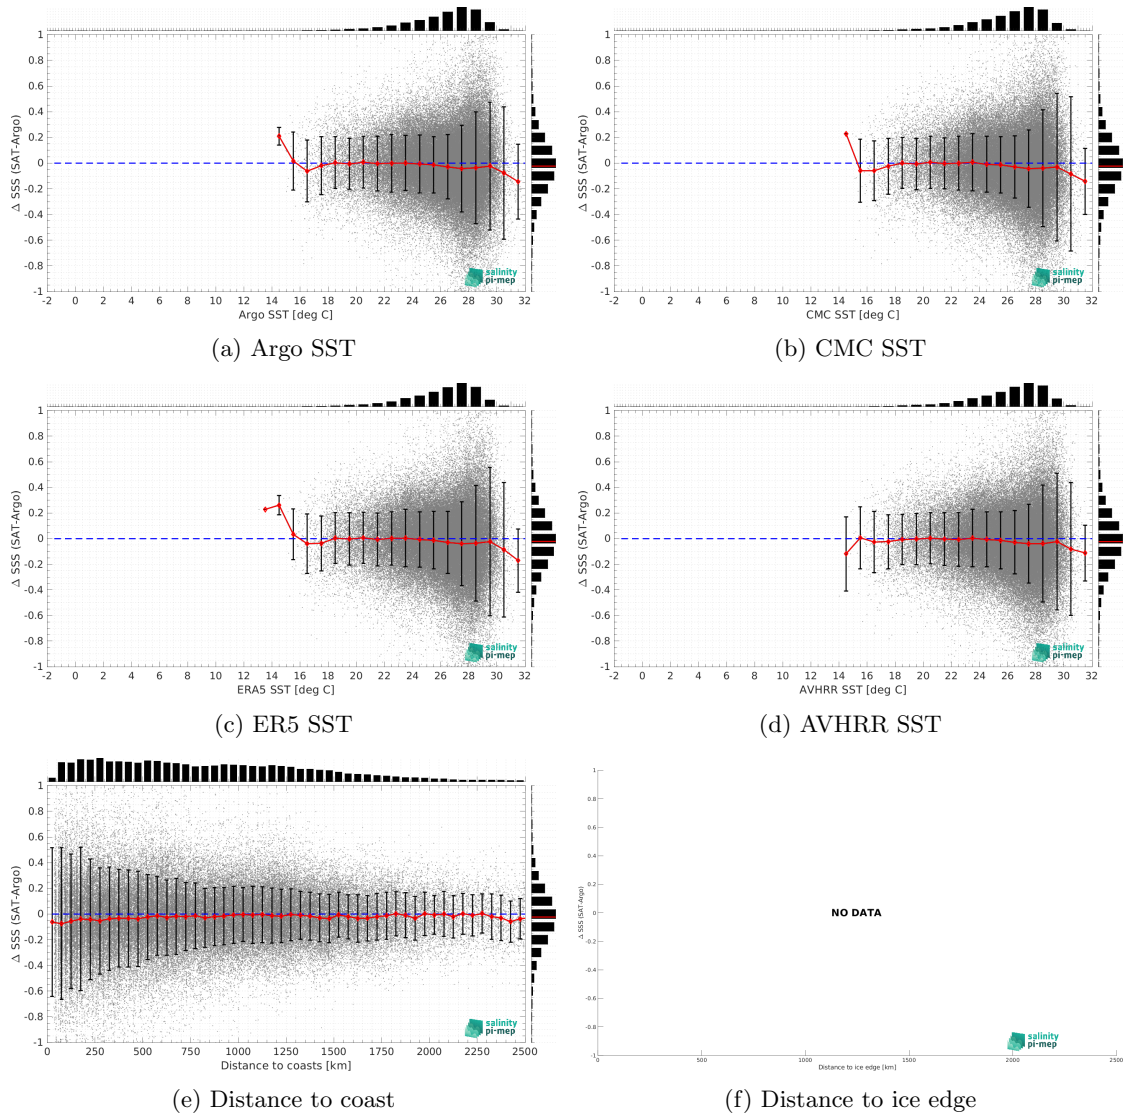 1
0.8
0.6
0.4
0.2
0
-0.2
-0.4
-0.6
-0.8
-1
Δ SSS (SAT-Argo)
salinity
pi-mep
-2 0 2 4 6 8 10 12 14 16 18 20 22 24 26 28 30 32
Argo SST [deg C]
(a) Argo SST
1
0.8
0.6
0.4
0.2
0
-0.2
-0.4
-0.6
-0.8
-1
Δ SSS (SAT-Argo)
salinity
pi-mep
-2 0 2 4 6 8 10 12 14 16 18 20 22 24 26 28 30 32
CMC SST [deg C]
(b) CMC SST
1
0.8
0.6
0.4
0.2
0
-0.2
-0.4
-0.6
-0.8
-1
Δ SSS (SAT-Argo)
salinity
pi-mep
-2 0 2 4 6 8 10 12 14 16 18 20 22 24 26 28 30 32
ERA5 SST [deg C]
(c) ER5 SST
1
0.8
0.6
0.4
0.2
0
-0.2
-0.4
-0.6
-0.8
-1
Δ SSS (SAT-Argo)
salinity
pi-mep
-2 0 2 4 6 8 10 12 14 16 18 20 22 24 26 28 30 32
AVHRR SST [deg C]
(d) AVHRR SST
1
0.8
0.6
0.4
0.2
0
-0.2
-0.4
-0.6
-0.8
-1
Δ SSS (SAT-Argo)
salinity
pi-mep
0 250 500 750 1000 1250 1500 1750 2000 2250 2500
Distance to coasts [km]
(e) Distance to coast
1
0.8
0.6
0.4
0.2
0
-0.2
-0.4
-0.6
-0.8
-1
Δ SSS (SAT-Argo)
NO DATA
salinity
pi-mep
0 500 1000 1500 2000 2500
Distance to ice edge [km]
(f) Distance to ice edge